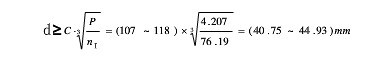 d≥C·∛(P/n_I) = (107 ~ 118) × ∛(4.207/76.19) = (40.75 ~ 44.93)mm